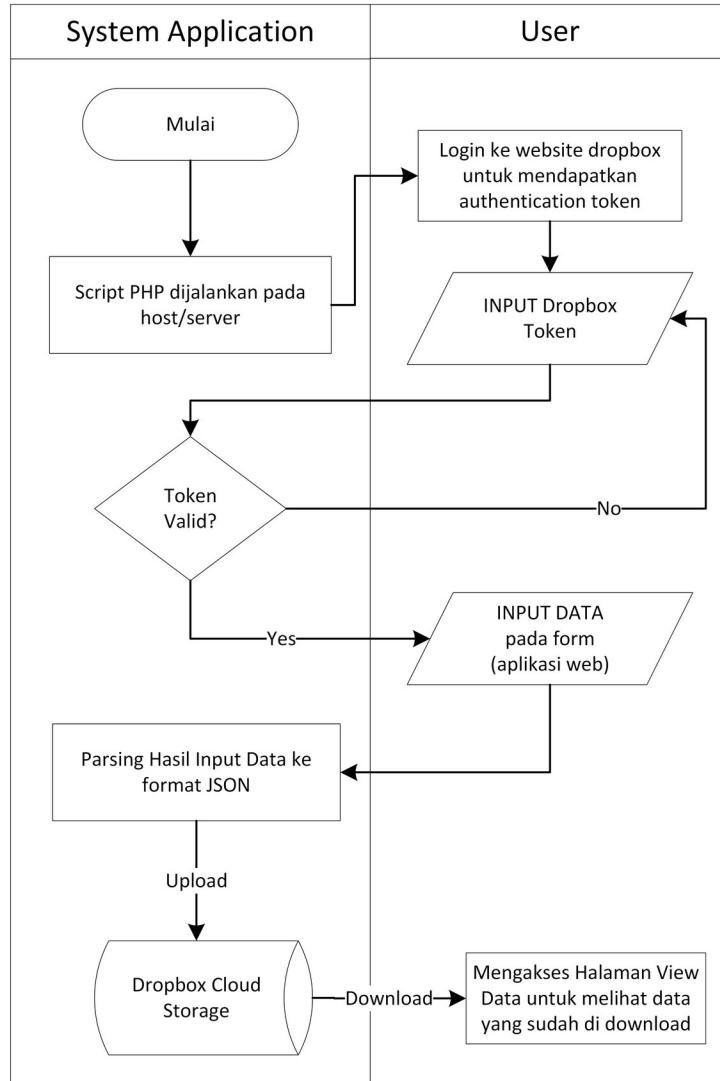 System Application
User
Mulai
Login ke website dropbox
untuk mendapatkan
authentication token
Script PHP dijalankan pada
host/server
INPUT Dropbox
Token
Token
Valid?
No
Yes
INPUT DATA
pada form
(aplikasi web)
Parsing Hasil Input Data ke
format JSON
Upload
Dropbox Cloud
Storage
Download
Mengakses Halaman View
Data untuk melihat data
yang sudah di download